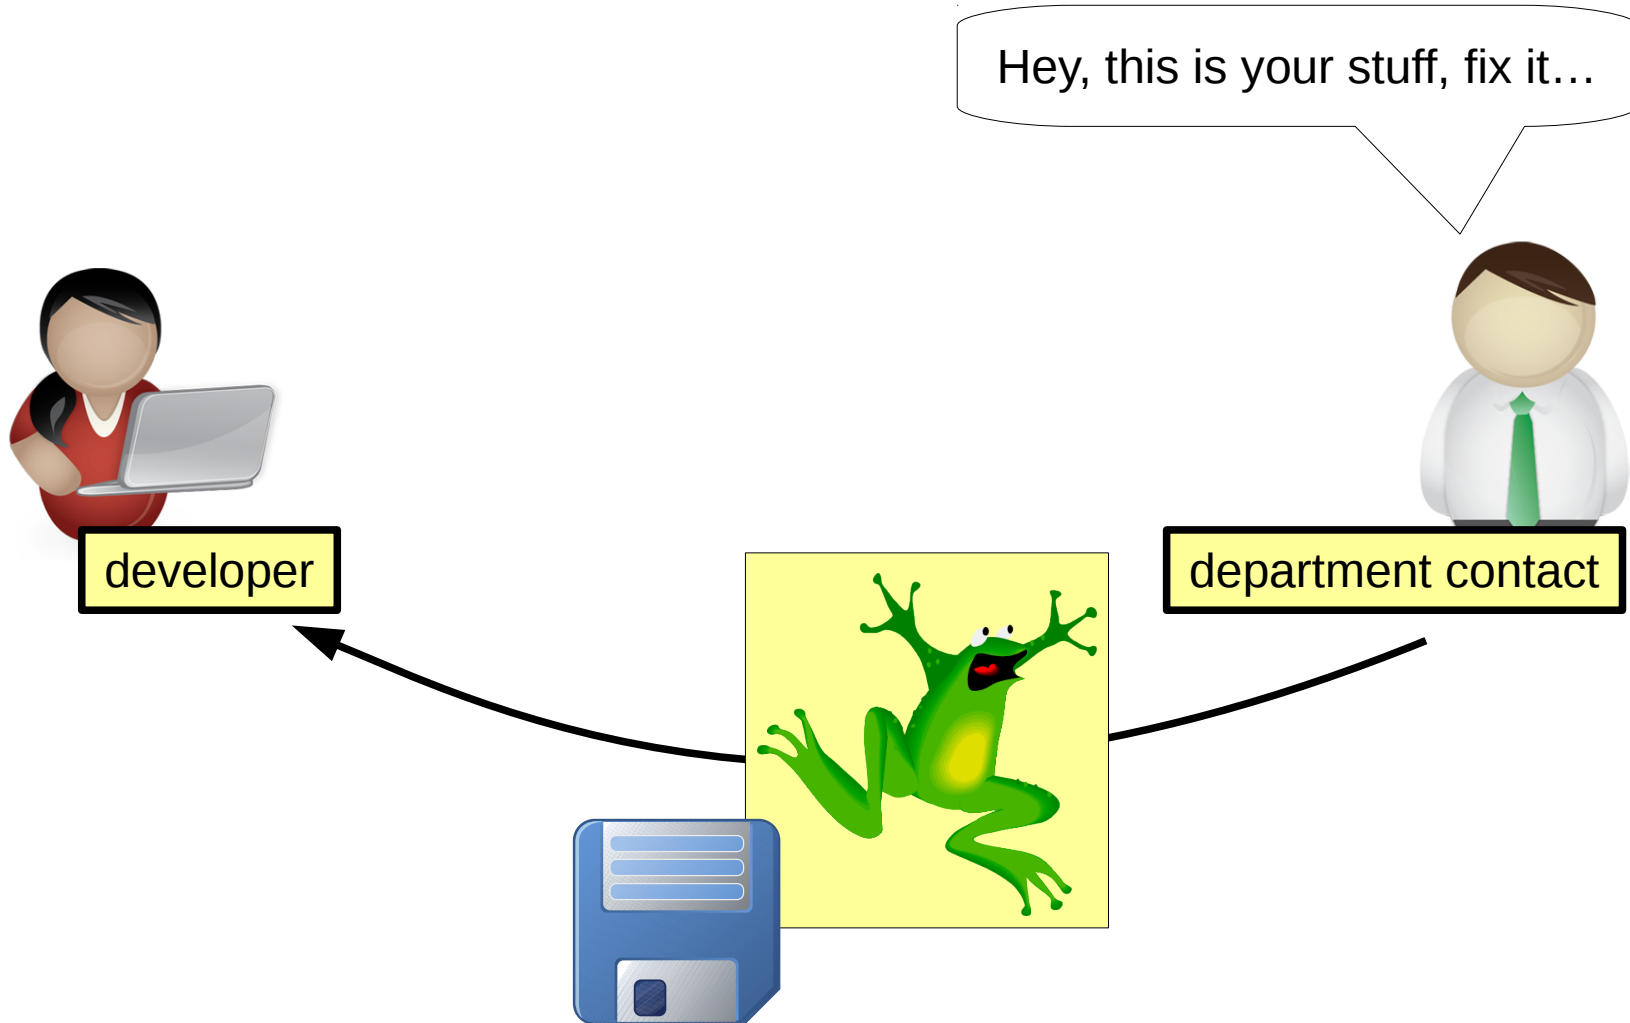 Hey, this is your stuff, fix it…
developer
department contact